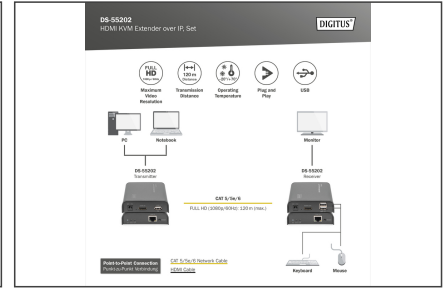 DS-55202
HDMI KVM Extender over IP, Set
DIGITUS®
FULL
HD
120 m
Distance
Maximum
Video
Resolution
Transmission
Distance
Operating
Temperature
Plug and
Play
USB
PC
Notebook
Monitor
DS-55202
Transmitter
DS-55202
Receiver
CAT 5/5e/6
FULL HD (1080p/60Hz): 120 m (max.)
Point-to-Point Connection
Punkt-zu-Punkt Verbindung
CAT 5/5e/6 Network Cable
HDMI Cable
Keyboard
Mouse